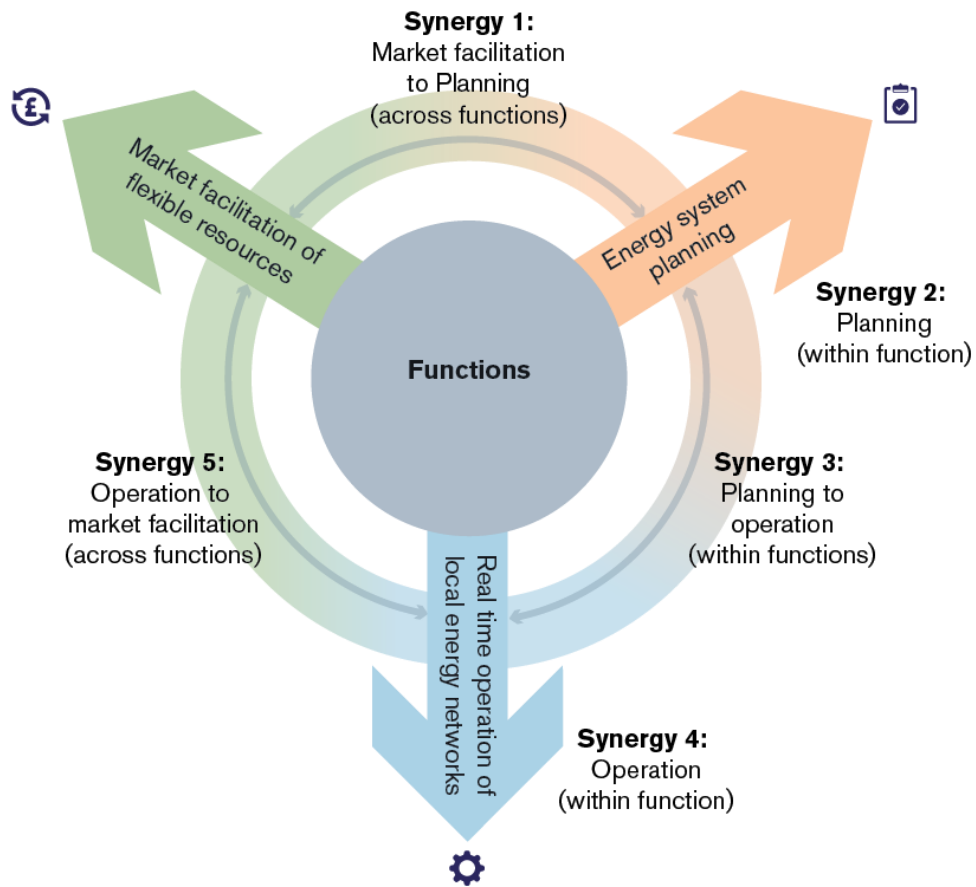 Synergy 1:
Market facilitation
to Planning
(across functions)
£
Market facilitation of
flexible resources
Energy system
planning
Synergy 2:
Planning
(within function)
Functions
Synergy 5:
Operation to
market facilitation
(across functions)
Synergy 3:
Planning to
operation
(within functions)
Real time operation of
local energy networks
Synergy 4:
Operation
(within function)